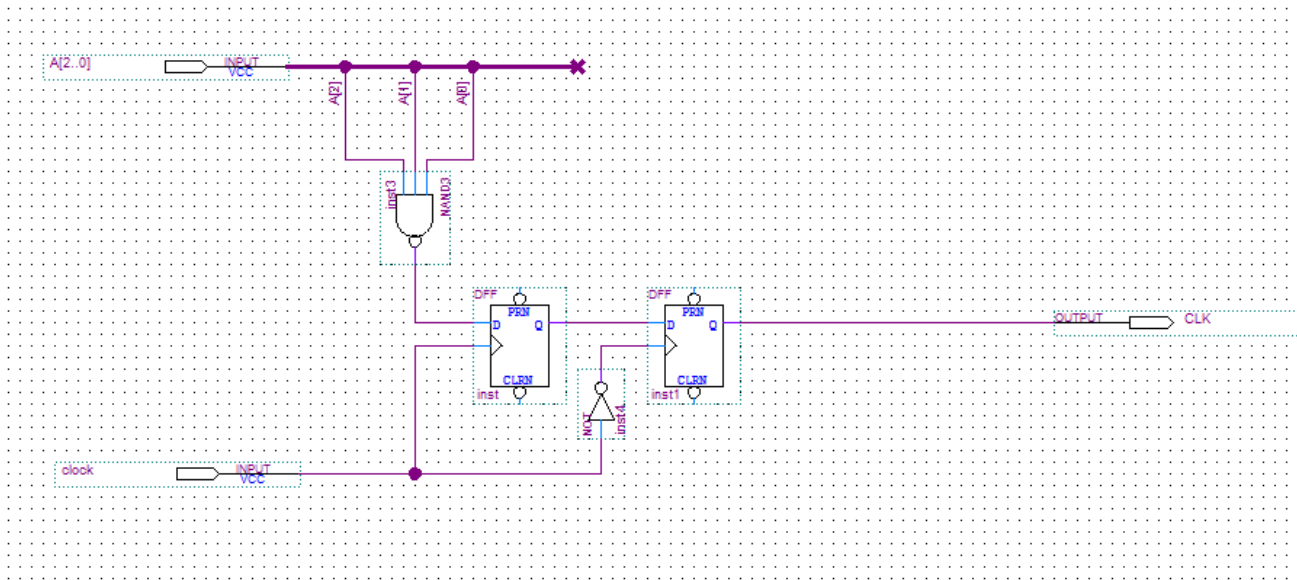 A[2..0]
INPUT
VCC
A[2]
A[1]
A[0]
inst3
NAND3
DFF
PRN
D
Q
CLRN
inst
DFF
PRN
D
Q
CLRN
inst1
NOT
inst4
OUTPUT
CLK
clock
INPUT
VCC